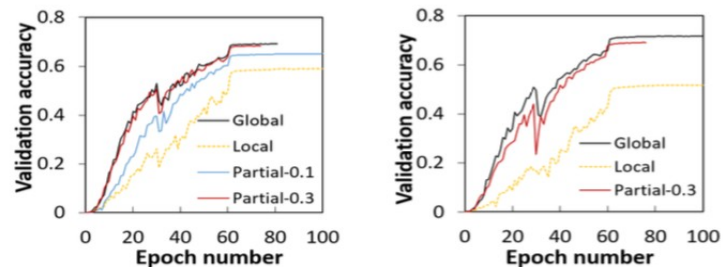 0.8
0.6
0.4
0.2
0
0 20 40 60 80 100
Validation accuracy
Epoch number
Global
Local
Partial-0.1
Partial-0.3
0.8
0.6
0.4
0.2
0
0 20 40 60 80 100
Validation accuracy
Epoch number
Global
Local
Partial-0.3